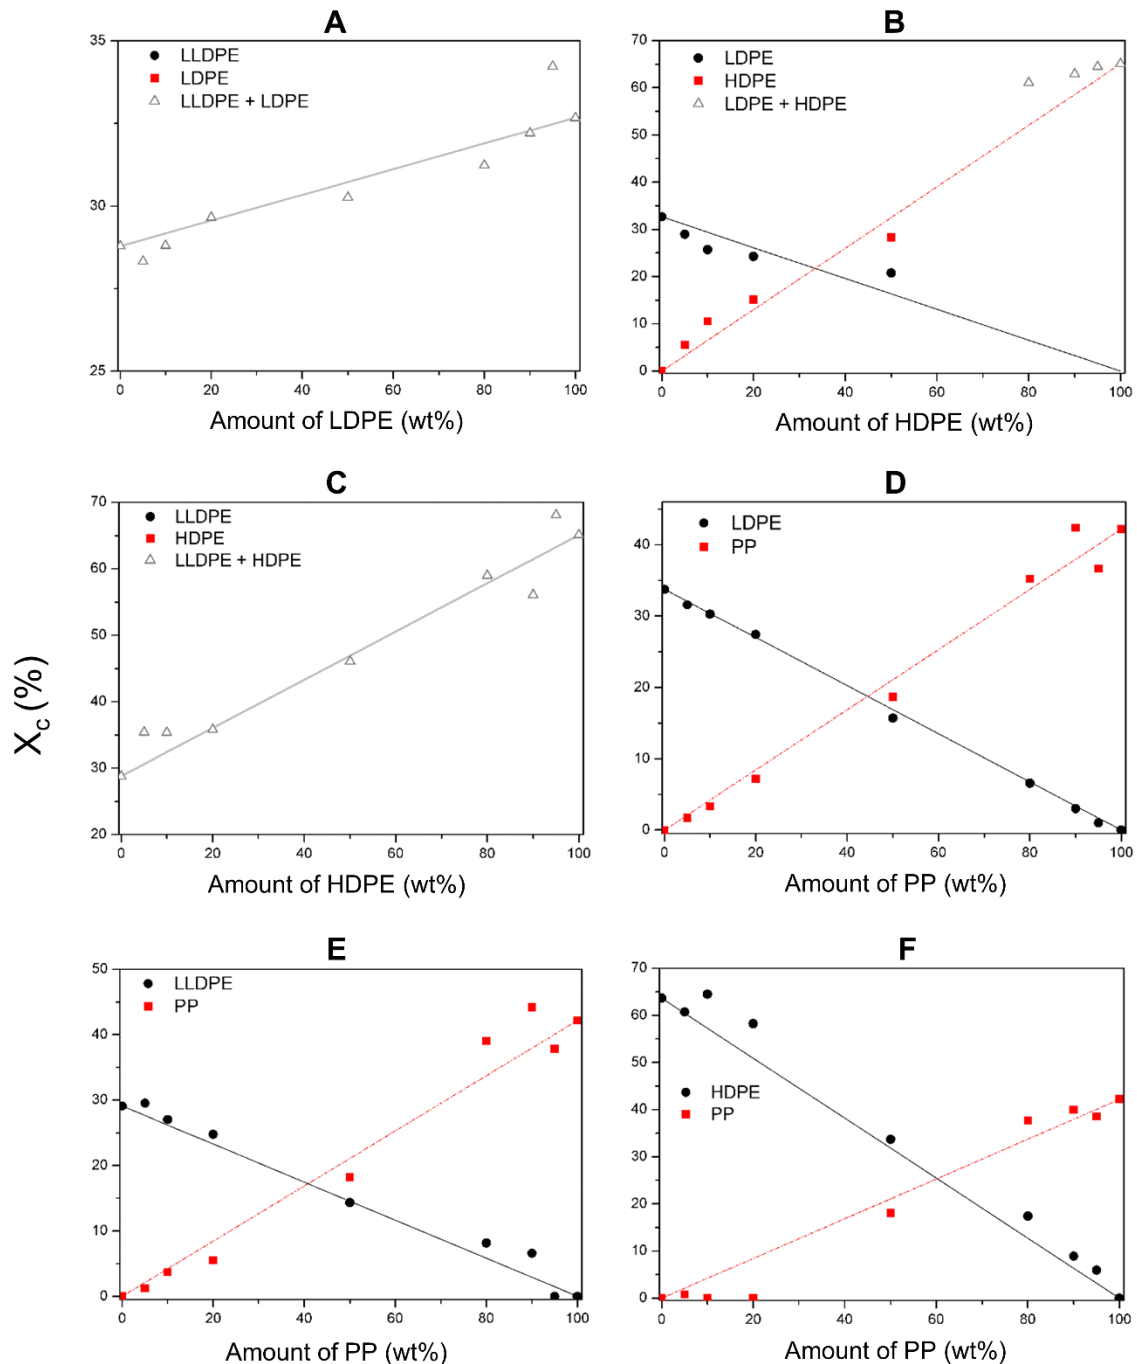 A
35
30
25
LLDPE
LDPE
LLDPE + LDPE
0 20 40 60 80 100
Amount of LDPE (wt%)
B
70
60
50
40
30
20
10
0
LDPE
HDPE
LDPE + HDPE
0 20 40 60 80 100
Amount of HDPE (wt%)
Xc (%)
C
70
60
50
40
30
20
LLDPE
HDPE
LLDPE + HDPE
0 20 40 60 80 100
Amount of HDPE (wt%)
D
40
30
20
10
0
LDPE
PP
0 20 40 60 80 100
Amount of PP (wt%)
E
50
40
30
20
10
0
LLDPE
PP
0 20 40 60 80 100
Amount of PP (wt%)
F
70
60
50
40
30
20
10
0
HDPE
PP
0 20 40 60 80 100
Amount of PP (wt%)